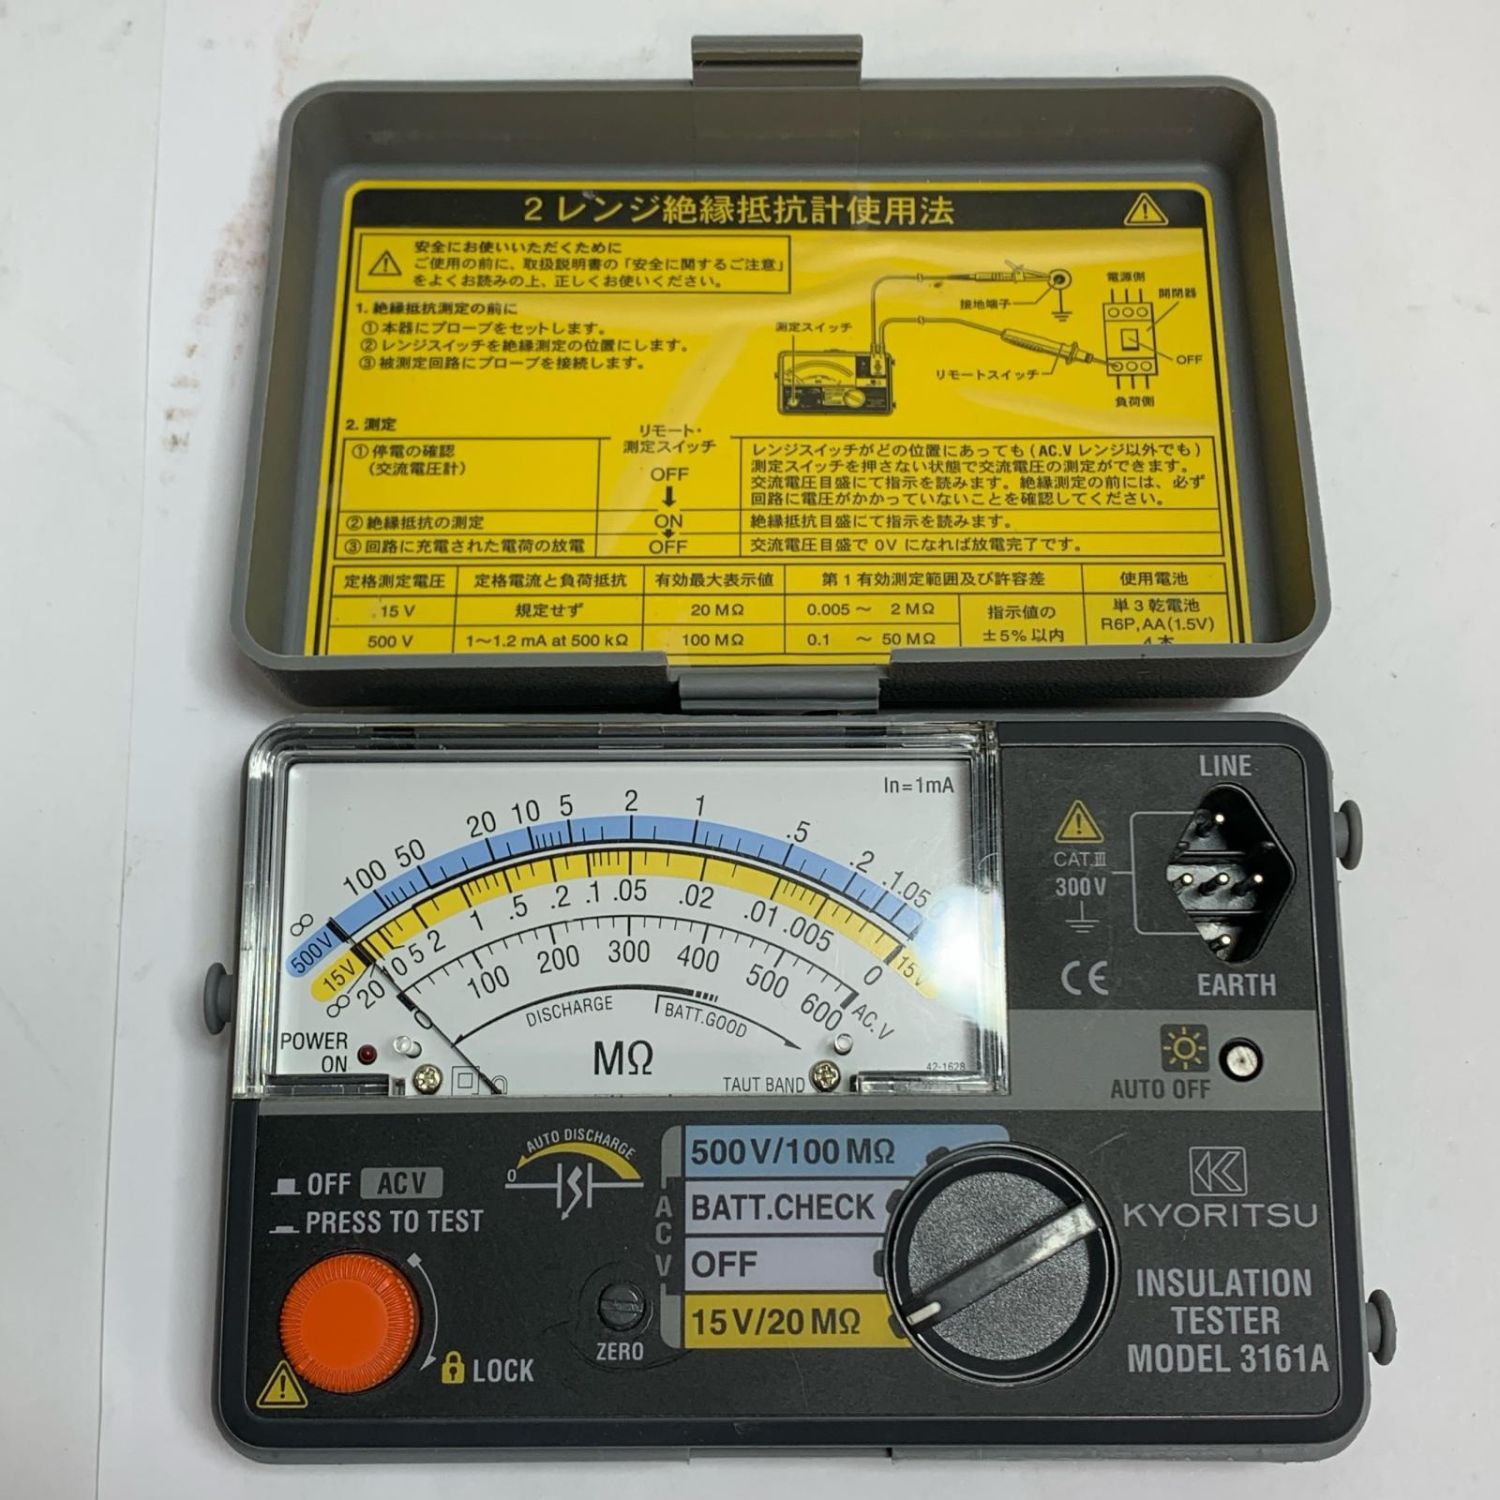 2レンジ絶縁抵抗計使用法
安全にお使いいただくために
ご使用の前に、取扱説明書の「安全に関するご注意」
をよくお読みの上、正しくお使いください。
1. 絶縁抵抗測定の前に
①本器にプローブをセットします。
②レンジスイッチを絶縁測定の位置にします。
③被測定回路にプローブを接続します。
測定スイッチ
接地端子
リモートスイッチ
電源側
開閉器
OFF
負荷側
2. 測定
リモート・
測定スイッチ
①停電の確認
(交流電圧計)
OFF
レンジスイッチがどの位置にあっても(AC.Vレンジ以外でも)
測定スイッチを押さない状態で交流電圧の測定ができます。
交流電圧目盛にて指示を読みます。絶縁測定の前には、必ず
回路に電圧がかかっていないことを確認してください。
②絶縁抵抗の測定 ON 絶縁抵抗目盛にて指示を読みます。
③回路に充電された電荷の放電 OFF 交流電圧目盛で0Vになれば放電完了です。
定格測定電圧 定格電流と負荷抵抗 有効最大表示値 第1有効測定範囲及び許容差 使用電池
15 V 規定せず 20 MΩ 0.005 〜 2 MΩ 指示値の 単3乾電池
R6P,AA(1.5V)
500 V 1〜1.2 mA at 500 kΩ 100 MΩ 0.1 〜 50 MΩ ±5% 以内 4本
In=1mA
∞ 100 50 20 10 5 2 1 .5 .2 .1 .05 0
500V
15V
∞ 20 10 5 2 1 .5 .2 .1 .05 .02 .01 .005 0
15V
0 100 200 300 400 500 600 AC.V
DISCHARGE
BATT.GOOD
POWER
ON
MΩ
TAUT BAND
42-1628
LINE
CAT.Ⅲ
300V
CE
EARTH
AUTO OFF
OFF AC V
PRESS TO TEST
LOCK
0
AUTO DISCHARGE
ZERO
ACV
500V/100MΩ
BATT.CHECK
OFF
15V/20MΩ
KYORITSU
INSULATION
TESTER
MODEL 3161A